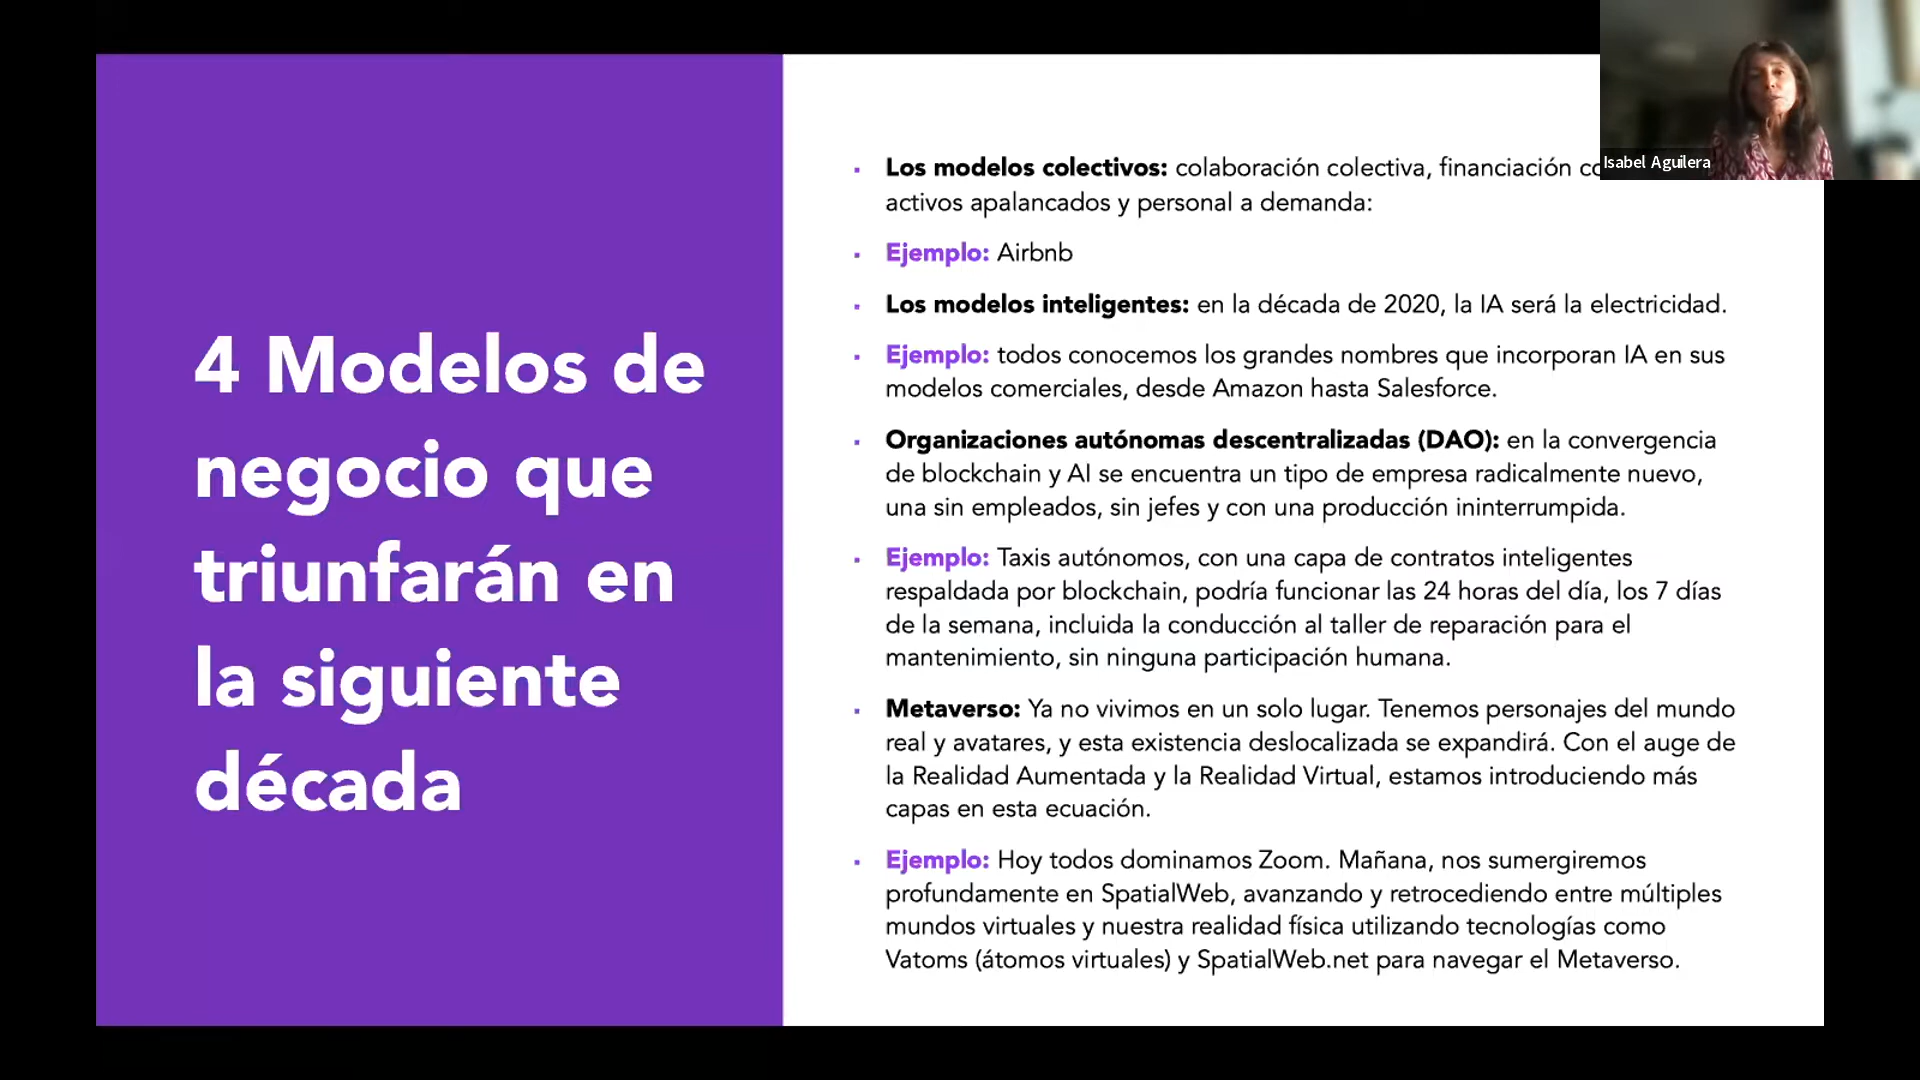 4 Modelos de
negocio que
triunfarán en
la siguiente
década
Los modelos colectivos: colaboración colectiva, financiación
activos apalancados y personal a demanda:
Ejemplo: Airbnb
Los modelos inteligentes: en la década de 2020, la IA será la electricidad.
Ejemplo: todos conocemos los grandes nombres que incorporan IA en sus
modelos comerciales, desde Amazon hasta Salesforce.
Organizaciones autónomas descentralizadas (DAO): en la convergencia
de blockchain y AI se encuentra un tipo de empresa radicalmente nuevo,
una sin empleados, sin jefes y con una producción ininterrumpida.
Ejemplo: Taxis autónomos, con una capa de contratos inteligentes
respaldada por blockchain, podría funcionar las 24 horas del día, los 7 días
de la semana, incluida la conducción al taller de reparación para el
mantenimiento, sin ninguna participación humana.
Metaverso: Ya no vivimos en un solo lugar. Tenemos personajes del mundo
real y avatares, y esta existencia deslocalizada se expandirá. Con el auge de
la Realidad Aumentada y la Realidad Virtual, estamos introduciendo más
capas en esta ecuación.
Ejemplo: Hoy todos dominamos Zoom. Mañana, nos sumergiremos
profundamente en SpatialWeb, avanzando y retrocediendo entre múltiples
mundos virtuales y nuestra realidad física utilizando tecnologías como
Vatoms (átomos virtuales) y SpatialWeb.net para navegar el Metaverso.
Isabel Aguilera